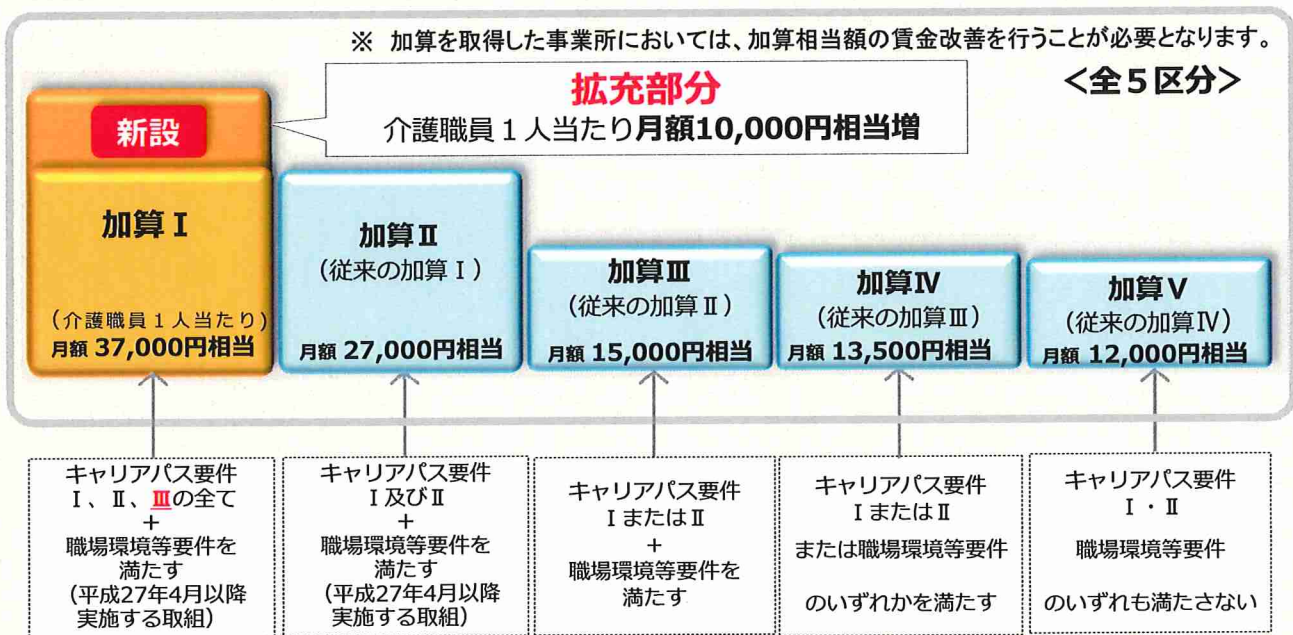 ※ 加算を取得した事業所においては、加算相当額の賃金改善を行うことが必要となります。
<全5区分>
拡充部分
介護職員1人当たり月額10,000円相当増
新設
加算Ⅰ
(介護職員1人当たり)
月額 37,000円相当
加算Ⅱ
(従来の加算Ⅰ)
月額 27,000円相当
加算Ⅲ
(従来の加算Ⅱ)
月額 15,000円相当
加算Ⅳ
(従来の加算Ⅲ)
月額 13,500円相当
加算Ⅴ
(従来の加算Ⅳ)
月額 12,000円相当
キャリアパス要件
Ⅰ、Ⅱ、Ⅲの全て
+
職場環境等要件を
満たす
(平成27年4月以降
実施する取組)
キャリアパス要件
Ⅰ及びⅡ
+
職場環境等要件を
満たす
(平成27年4月以降
実施する取組)
キャリアパス要件
ⅠまたはⅡ
+
職場環境等要件を
満たす
キャリアパス要件
ⅠまたはⅡ
または職場環境等要件
のいずれかを満たす
キャリアパス要件
Ⅰ・Ⅱ
職場環境等要件
のいずれも満たさない